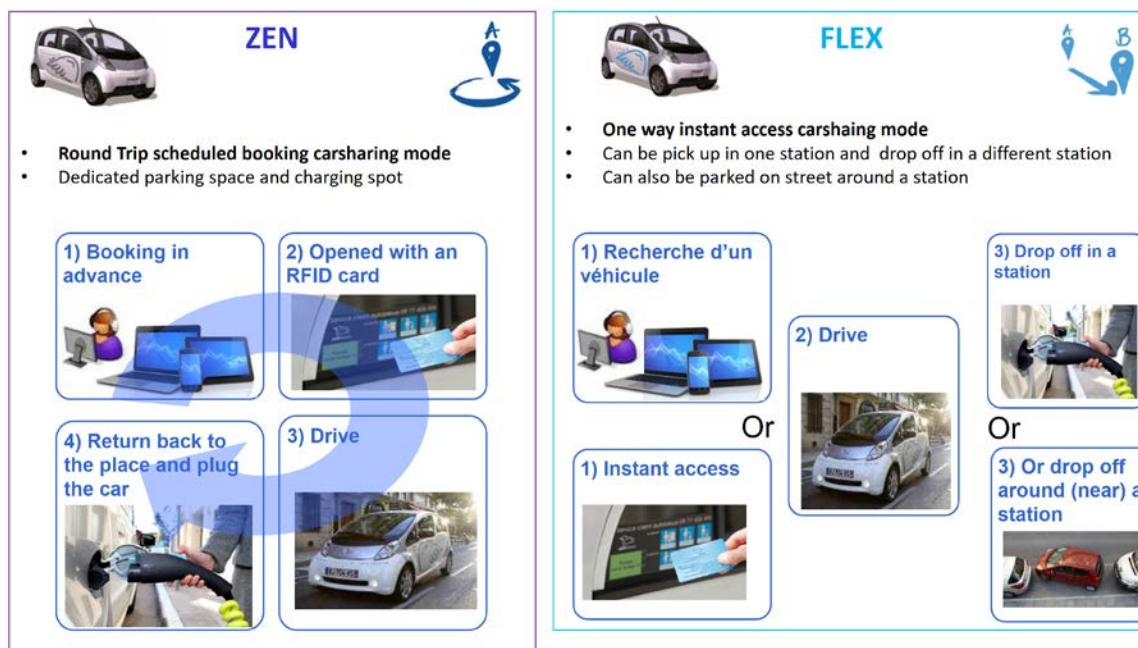 ZEN
A
• Round Trip scheduled booking carsharing mode
• Dedicated parking space and charging spot
1) Booking in
advance
2) Opened with an
RFID card
4) Return back to
the place and plug
the car
3) Drive
FLEX
A
B
• One way instant access carshaing mode
• Can be pick up in one station and drop off in a different station
• Can also be parked on street around a station
1) Recherche d'un
véhicule
Or
1) Instant access
2) Drive
3) Drop off in a
station
Or
3) Or drop off
around (near) a
station